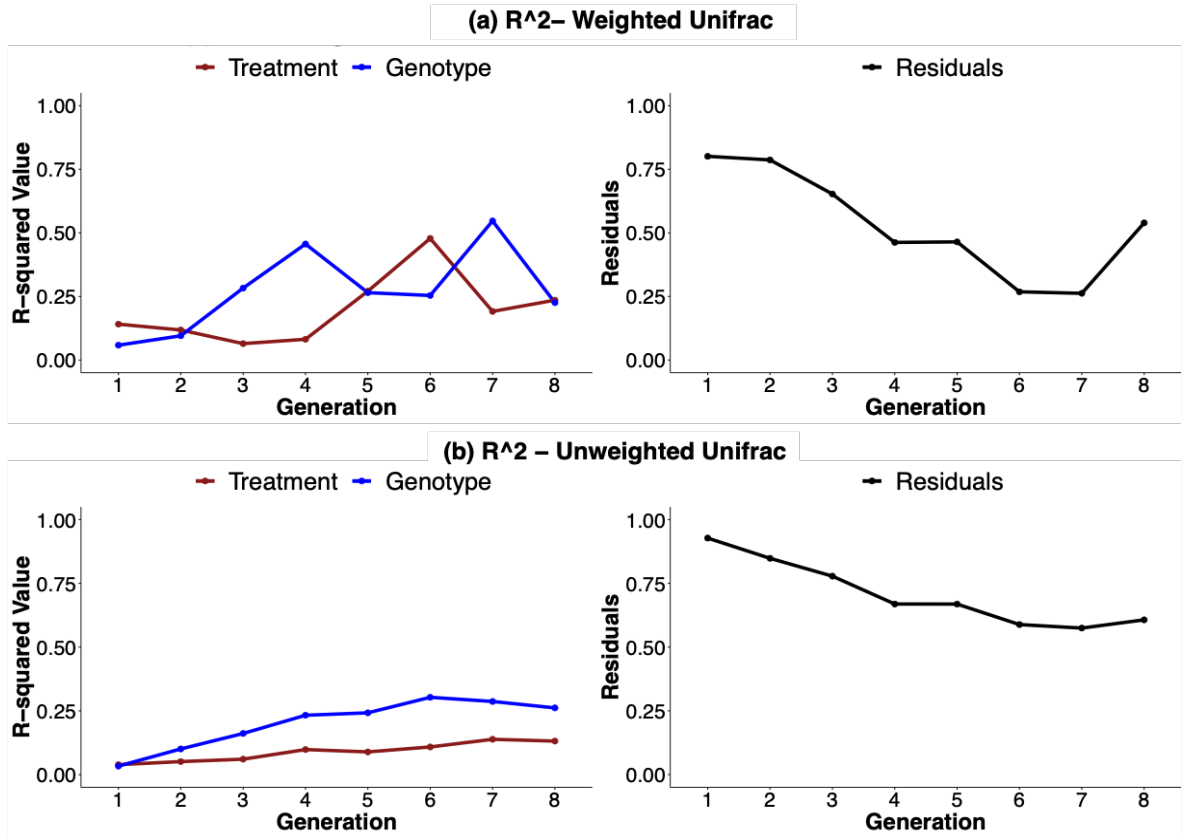 (a) R^2– Weighted Unifrac
Treatment Genotype
Residuals
R–squared Value
1.00
0.75
0.50
0.25
0.00
1 2 3 4 5 6 7 8
Generation
Residuals
1.00
0.75
0.50
0.25
0.00
1 2 3 4 5 6 7 8
Generation
(b) R^2 – Unweighted Unifrac
Treatment Genotype
Residuals
R–squared Value
1.00
0.75
0.50
0.25
0.00
1 2 3 4 5 6 7 8
Generation
Residuals
1.00
0.75
0.50
0.25
0.00
1 2 3 4 5 6 7 8
Generation